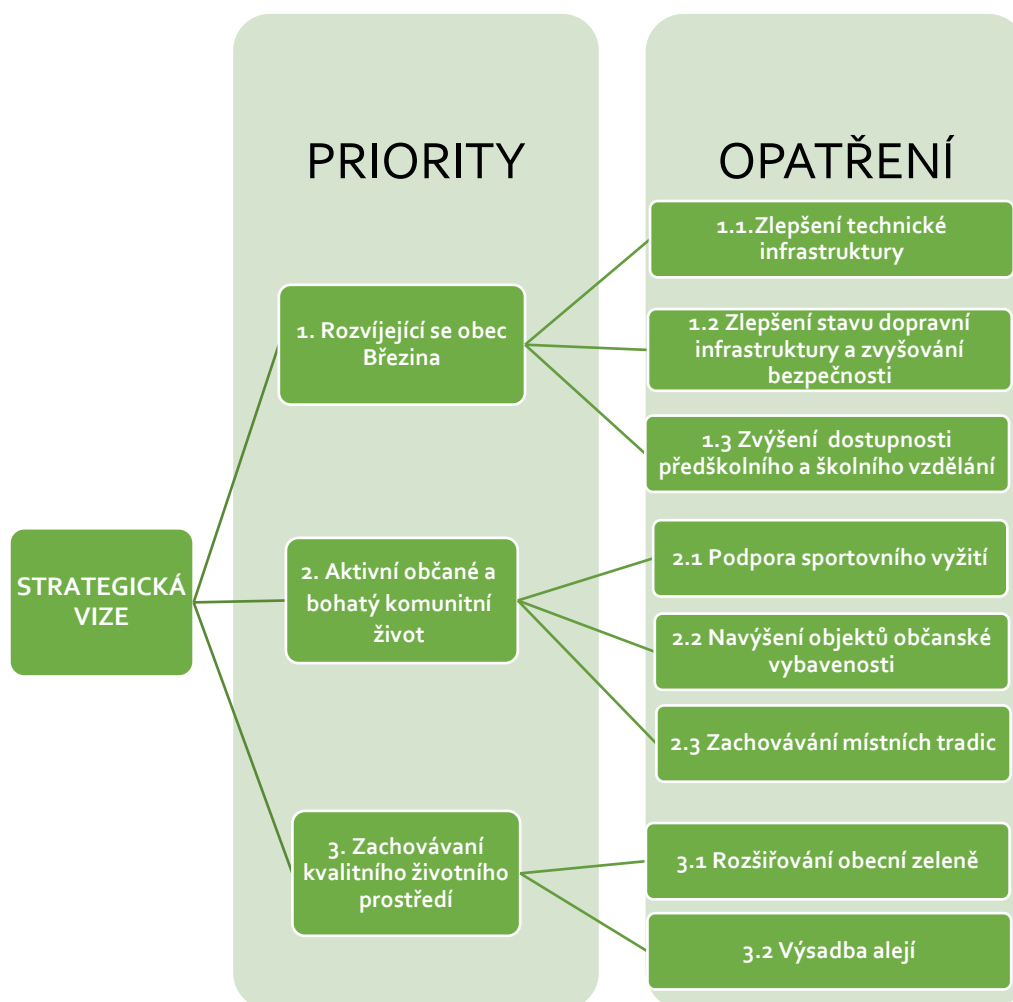 PRIORITY
OPATŘENÍ
STRATEGICKÁ
VIZE
1. Rozvíjející se obec
Březina
1.1.Zlepšení technické
infrastruktury
1.2 Zlepšení stavu dopravní
infrastruktury a zvyšování
bezpečnosti
1.3 Zvýšení  dostupnosti
předškolního a školního vzdělání
2. Aktivní občané a
bohatý komunitní
život
2.1 Podpora sportovního vyžití
2.2 Navýšení objektů občanské
vybavenosti
2.3 Zachovávání místních tradic
3. Zachovávaní
kvalitního životního
prostředí
3.1 Rozšiřování obecní zeleně
3.2 Výsadba alejí